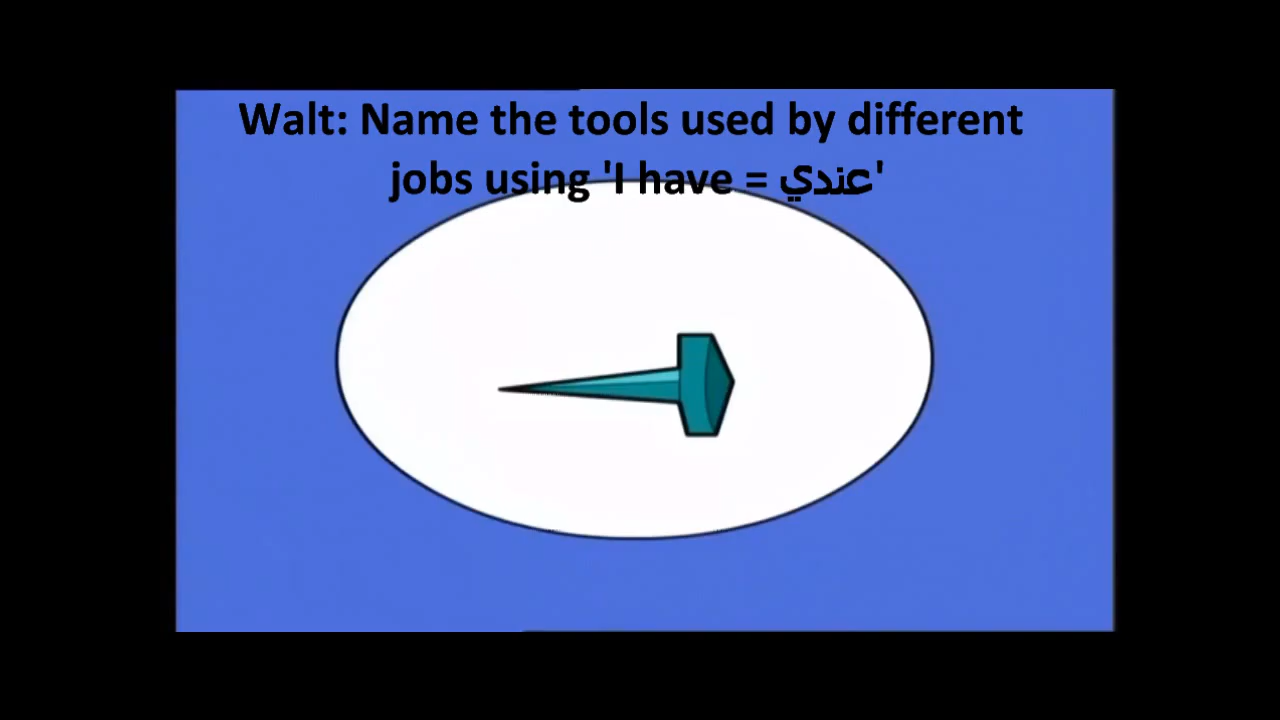 Walt: Name the tools used by different
jobs using 'I have = عندي'